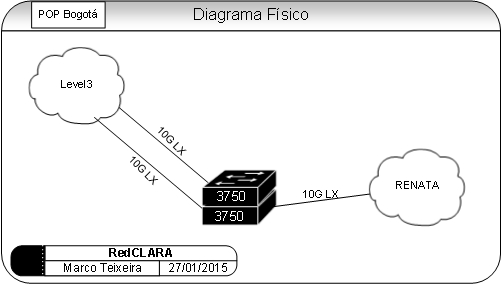 POP Bogotá
Diagrama Físico
Level3
10G LX
10G LX
3750
3750
10G LX
RENATA
RedCLARA
Marco Teixeira 27/01/2015